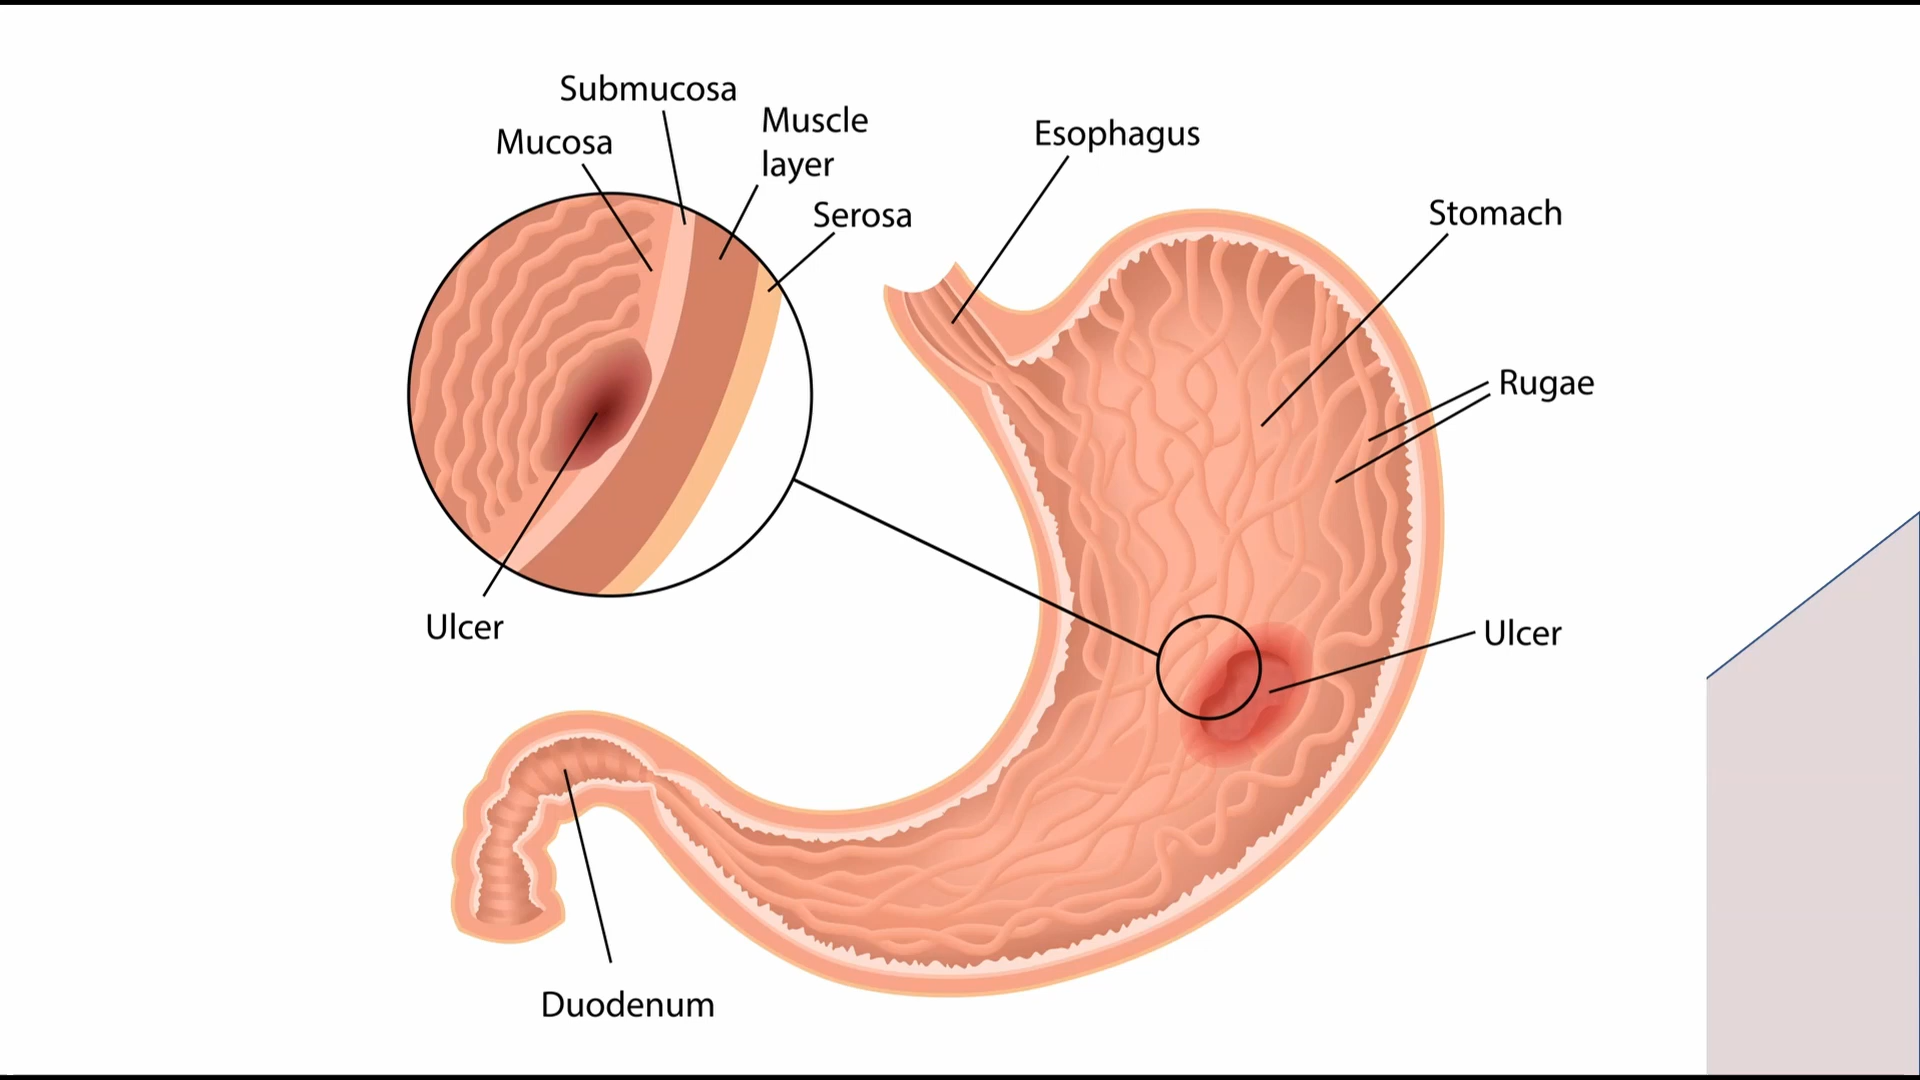 Submucosa
Mucosa
Muscle
layer
Serosa
Esophagus
Stomach
Rugae
Ulcer
Ulcer
Duodenum